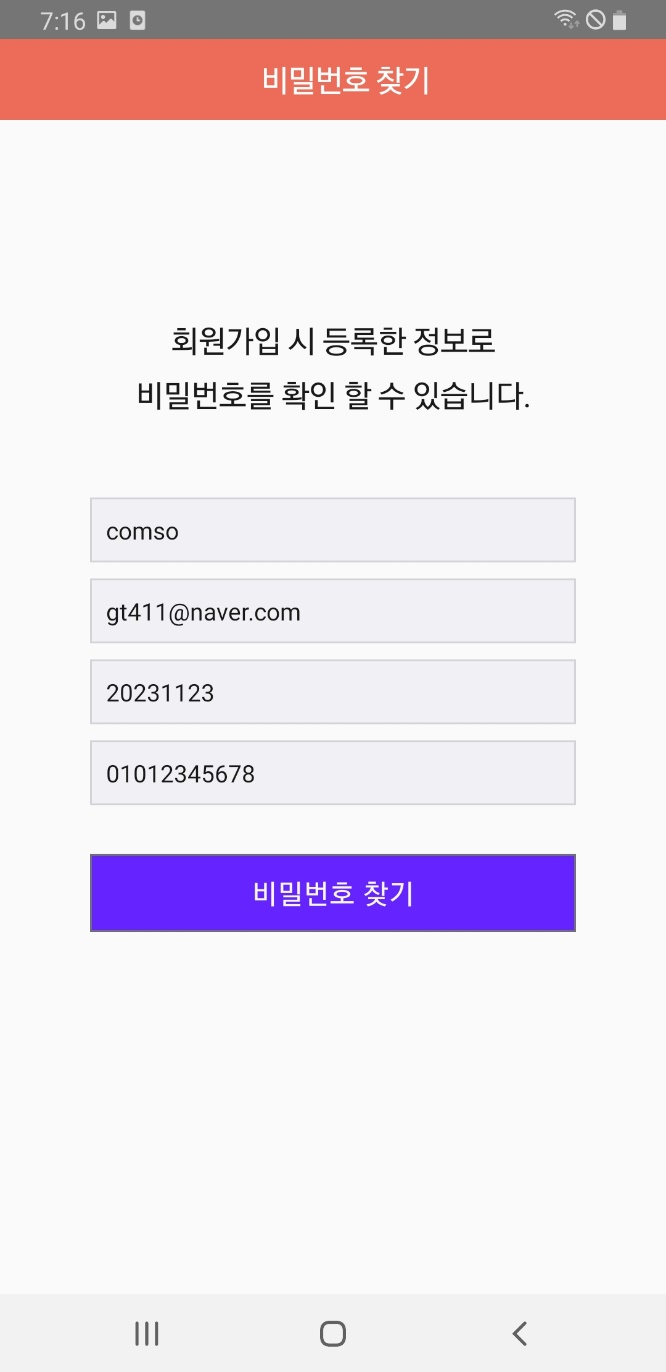 7:16
비밀번호 찾기
회원가입 시 등록한 정보로
비밀번호를 확인 할 수 있습니다.
comso
gt411@naver.com
20231123
01012345678
비밀번호 찾기